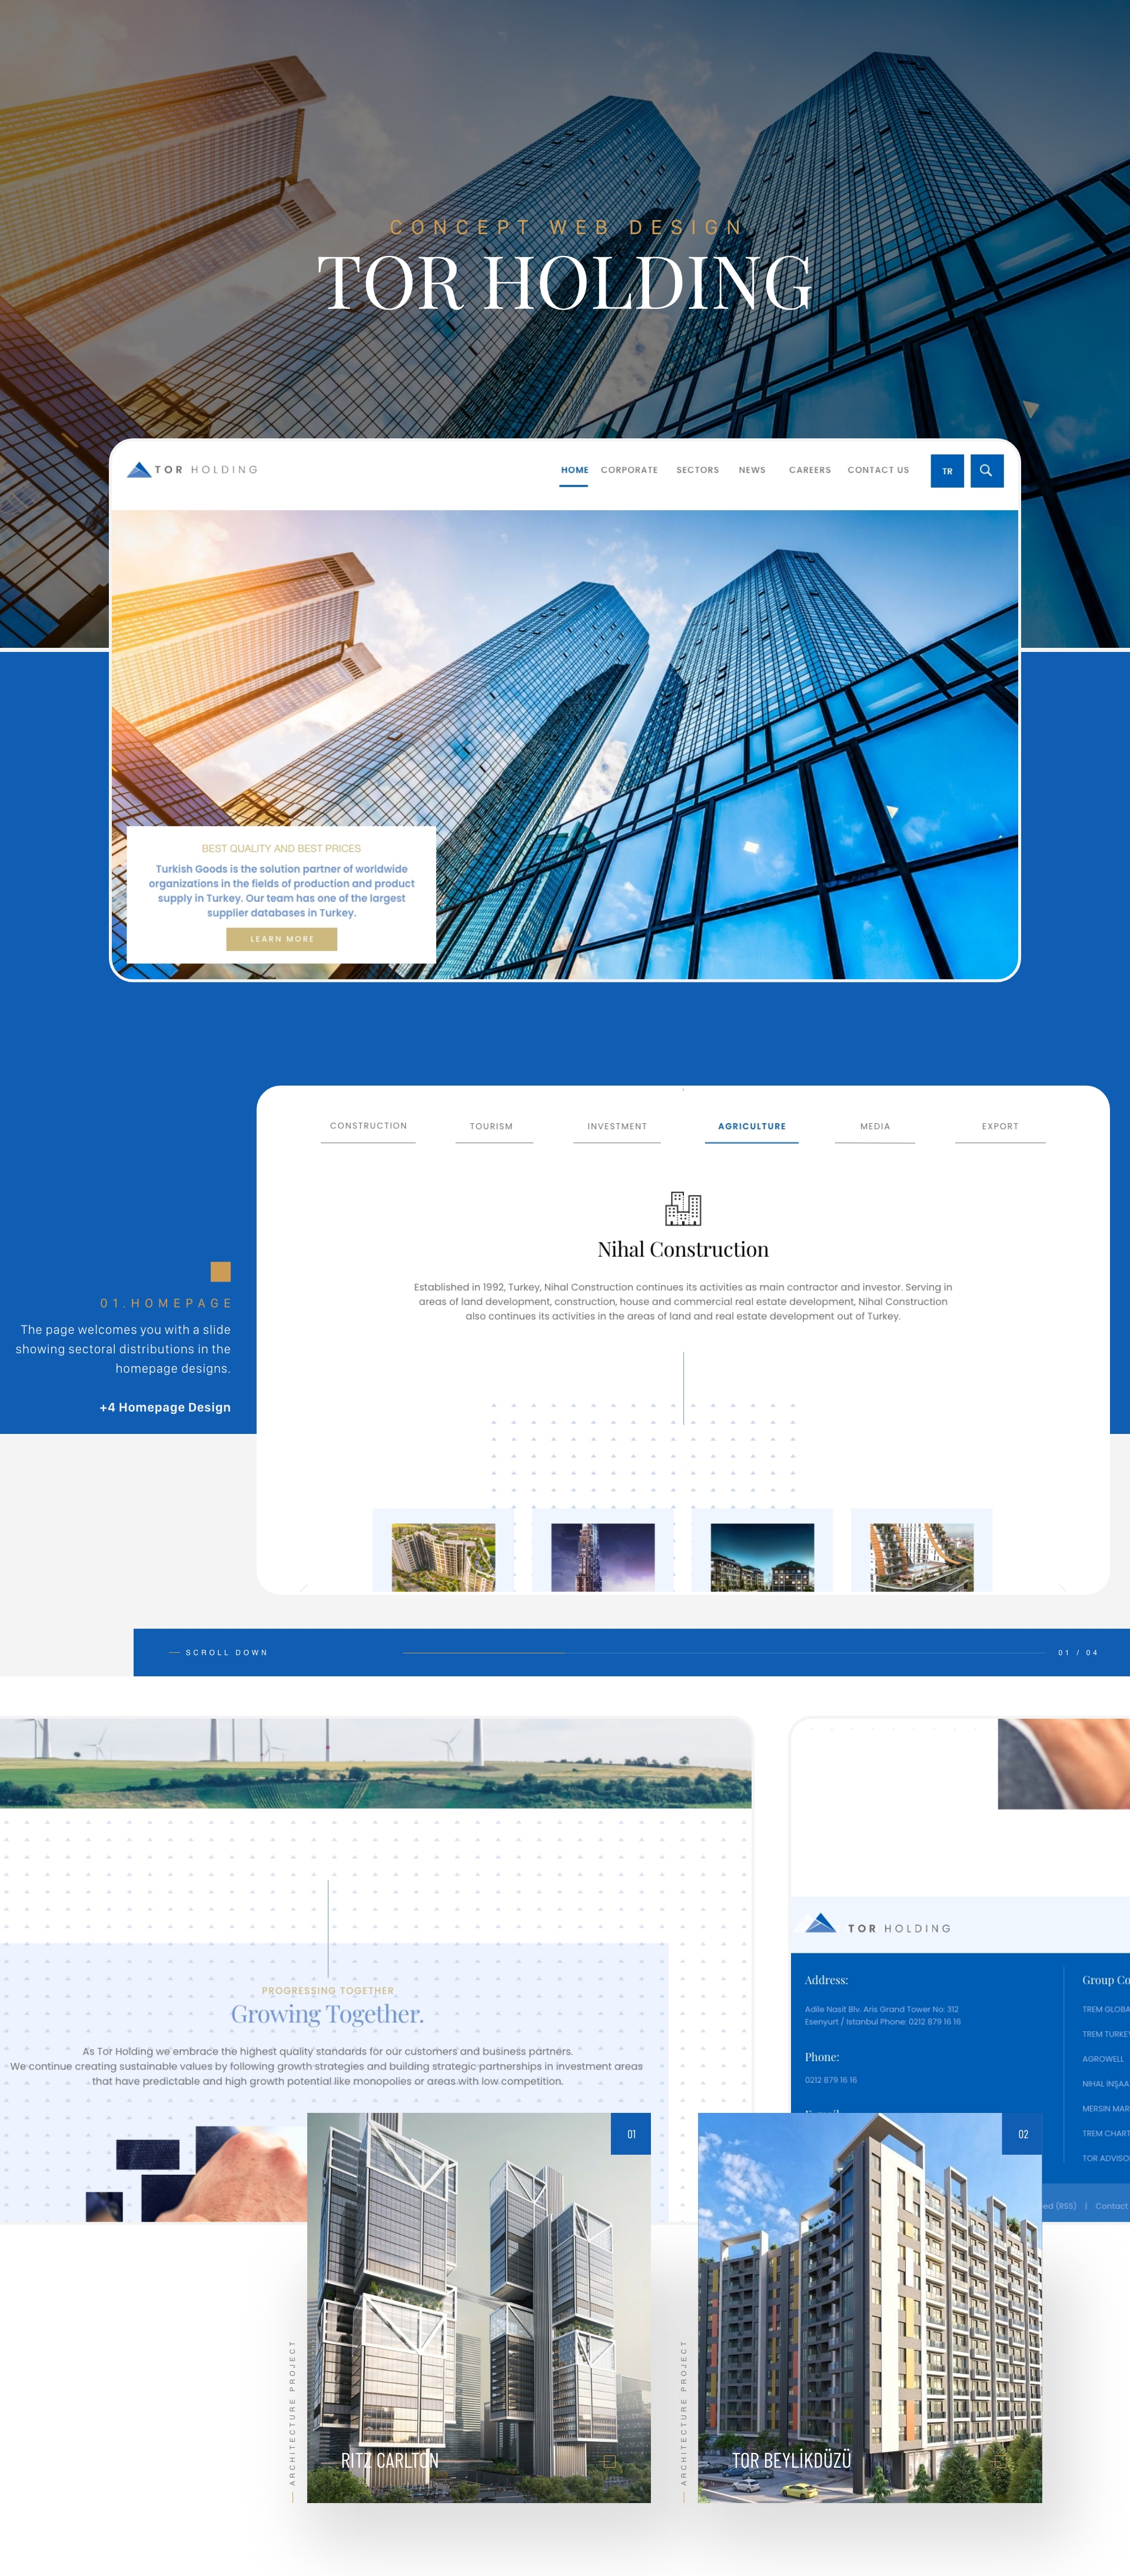 CONCEPT WEB DESIGN
TOR HOLDING
TOR HOLDING
HOME CORPORATE SECTORS NEWS CAREERS CONTACT US TR
BEST QUALITY AND BEST PRICES
Turkish Goods is the solution partner of worldwide
organizations in the fields of production and product
supply in Turkey. Our team has one of the largest
supplier databases in Turkey.
LEARN MORE
CONSTRUCTION TOURISM INVESTMENT AGRICULTURE MEDIA EXPORT
Nihal Construction
Established in 1992, Turkey, Nihal Construction continues its activities as main contractor and investor. Serving in
areas of land development, construction, house and commercial real estate development, Nihal Construction
also continues its activities in the areas of land and real estate development out of Turkey.
01.HOMEPAGE
The page welcomes you with a slide
showing sectoral distributions in the
homepage designs.
+4 Homepage Design
SCROLL DOWN
01 / 04
PROGRESSING TOGETHER
Growing Together.
As Tor Holding we embrace the highest quality standards for our customers and business partners.
We continue creating sustainable values by following growth strategies and building strategic partnerships in investment areas
that have predictable and high growth potential like monopolies or areas with low competition.
TOR HOLDING
Address:
Adile Nasit Blv. Aris Grand Tower No: 312
Esenyurt / Istanbul Phone: 0212 879 16 16
Phone:
0212 879 16 16
Group Co
TREM GLOBA
TREM TURKEY
AGROWELL
NIHAL İNŞAA
MERSIN MAR
TREM CHART
TOR ADVISO
ed (RSS) | Contact
01
ARCHITECTURE PROJECT
RITZ CARLTON
02
ARCHITECTURE PROJECT
TOR BEYLİKDÜZÜ